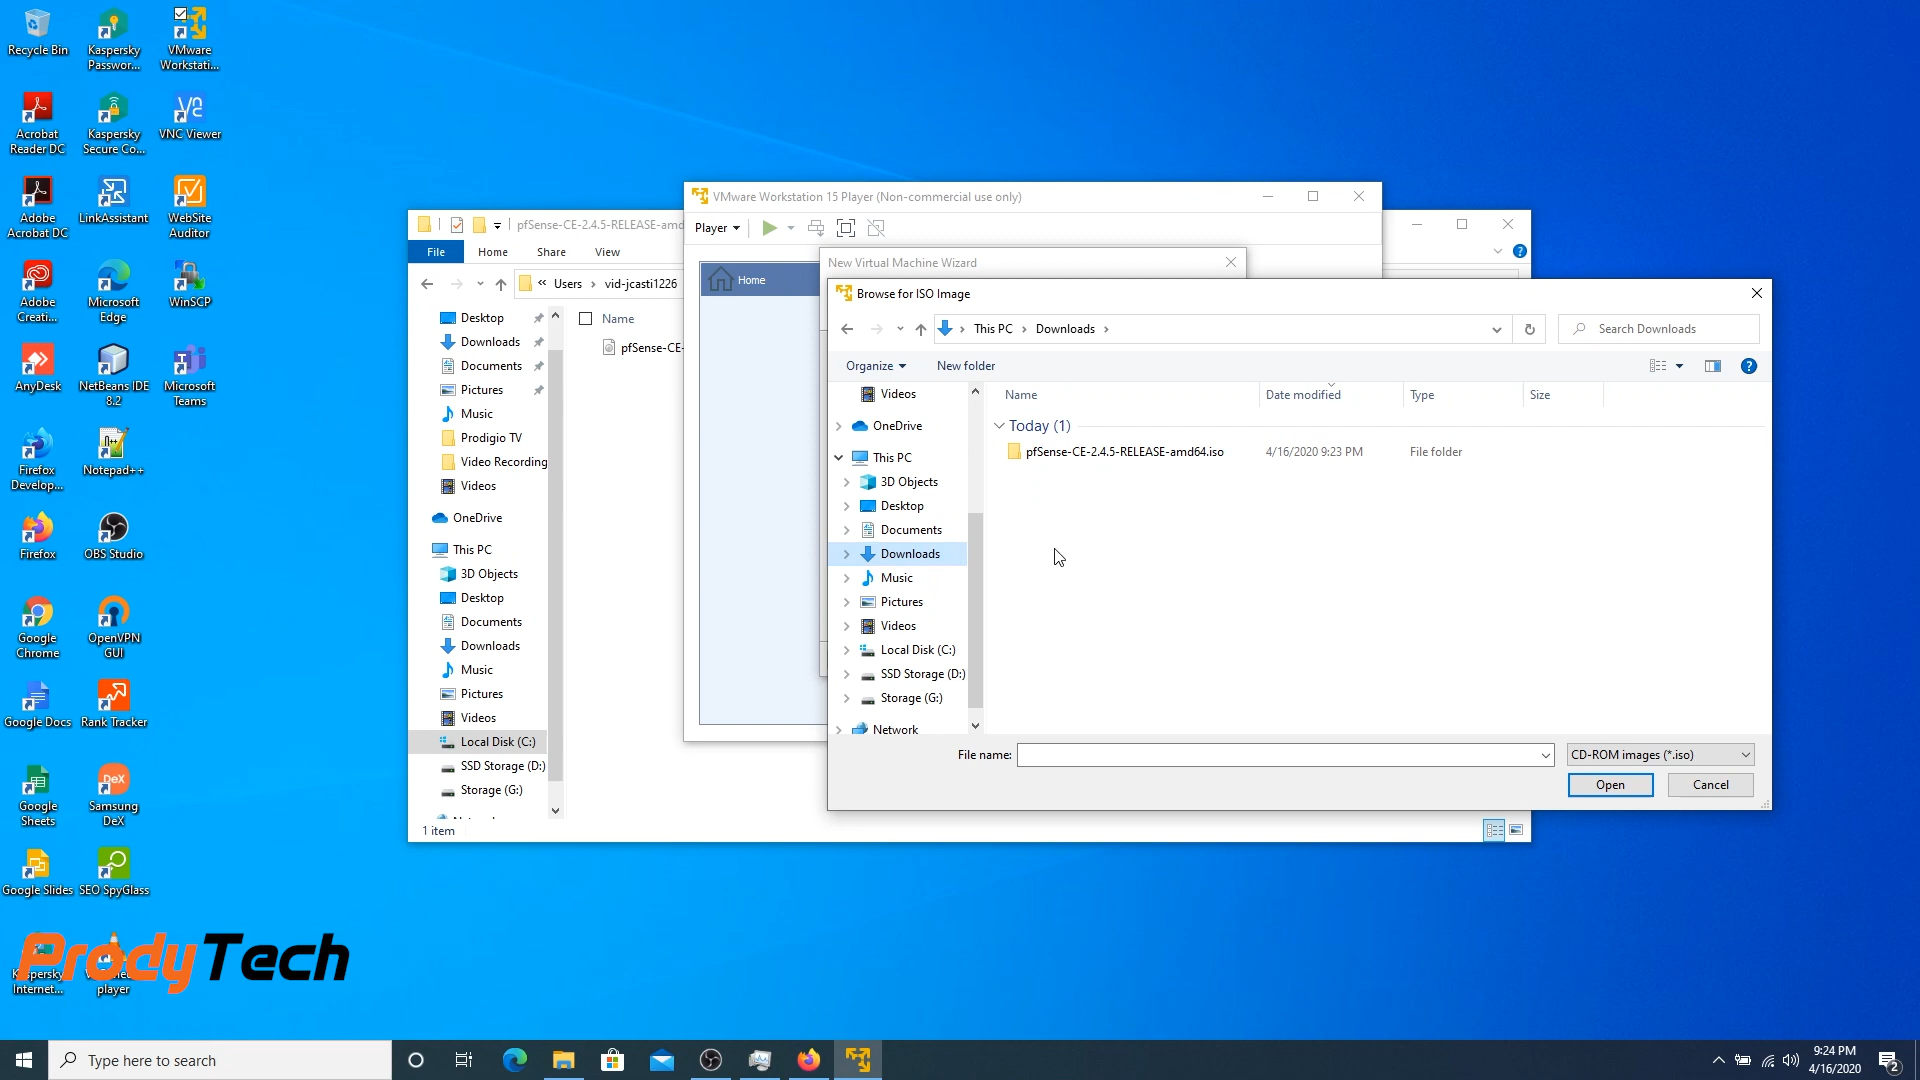 Recycle Bin
Kaspersky
Passwor...
VMware
Workstati...
Acrobat
Reader DC
Kaspersky
Secure Co...
VNC Viewer
Adobe
Acrobat DC
LinkAssistant
WebSite
Auditor
Adobe
Creati...
Microsoft
Edge
WinSCP
AnyDesk
NetBeans IDE
8.2
Microsoft
Teams
Firefox
Develop...
Notepad++
Firefox
OBS Studio
Google
Chrome
OpenVPN
GUI
Google Docs
Rank Tracker
Google
Sheets
Samsung
DeX
Google Slides
SEO SpyGlass
Internet...
player
ProdyTech
pfSense-CE-2.4.5-RELEASE-amd
File
Home
Share
View
« Users › vid-jcasti1226
Desktop
Downloads
Documents
Pictures
Music
Prodigio TV
Video Recording
Videos
OneDrive
This PC
3D Objects
Desktop
Documents
Downloads
Music
Pictures
Videos
Local Disk (C:)
SSD Storage (D:)
Storage (G:)
Name
pfSense-CE-
1 item
VMware Workstation 15 Player (Non-commercial use only)
Player
Home
New Virtual Machine Wizard
Browse for ISO Image
This PC › Downloads ›
Search Downloads
Organize
New folder
Videos
OneDrive
This PC
3D Objects
Desktop
Documents
Downloads
Music
Pictures
Videos
Local Disk (C:)
SSD Storage (D:)
Storage (G:)
Network
Name
Date modified
Type
Size
Today (1)
pfSense-CE-2.4.5-RELEASE-amd64.iso
4/16/2020 9:23 PM
File folder
File name:
CD-ROM images (*.iso)
Open
Cancel
Type here to search
9:24 PM
4/16/2020
2